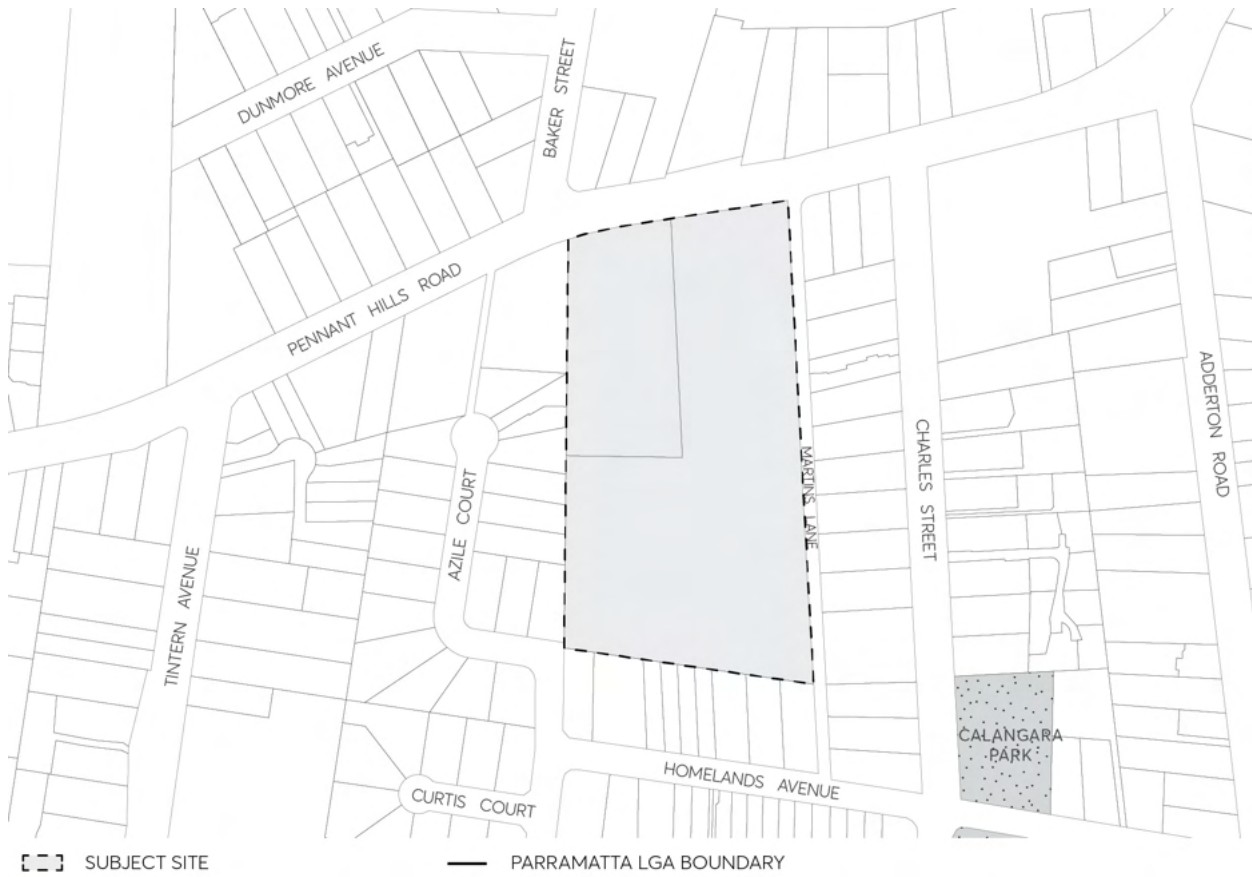 DUNMORE AVENUE
BAKER STREET
PENNANT HILLS ROAD
ADDERTON ROAD
CHARLES STREET
MARTINS LANE
AZILE COURT
TINTERN AVENUE
CALANGARA
PARK
HOMELANDS AVENUE
CURTIS COURT
SUBJECT SITE
PARRAMATTA LGA BOUNDARY